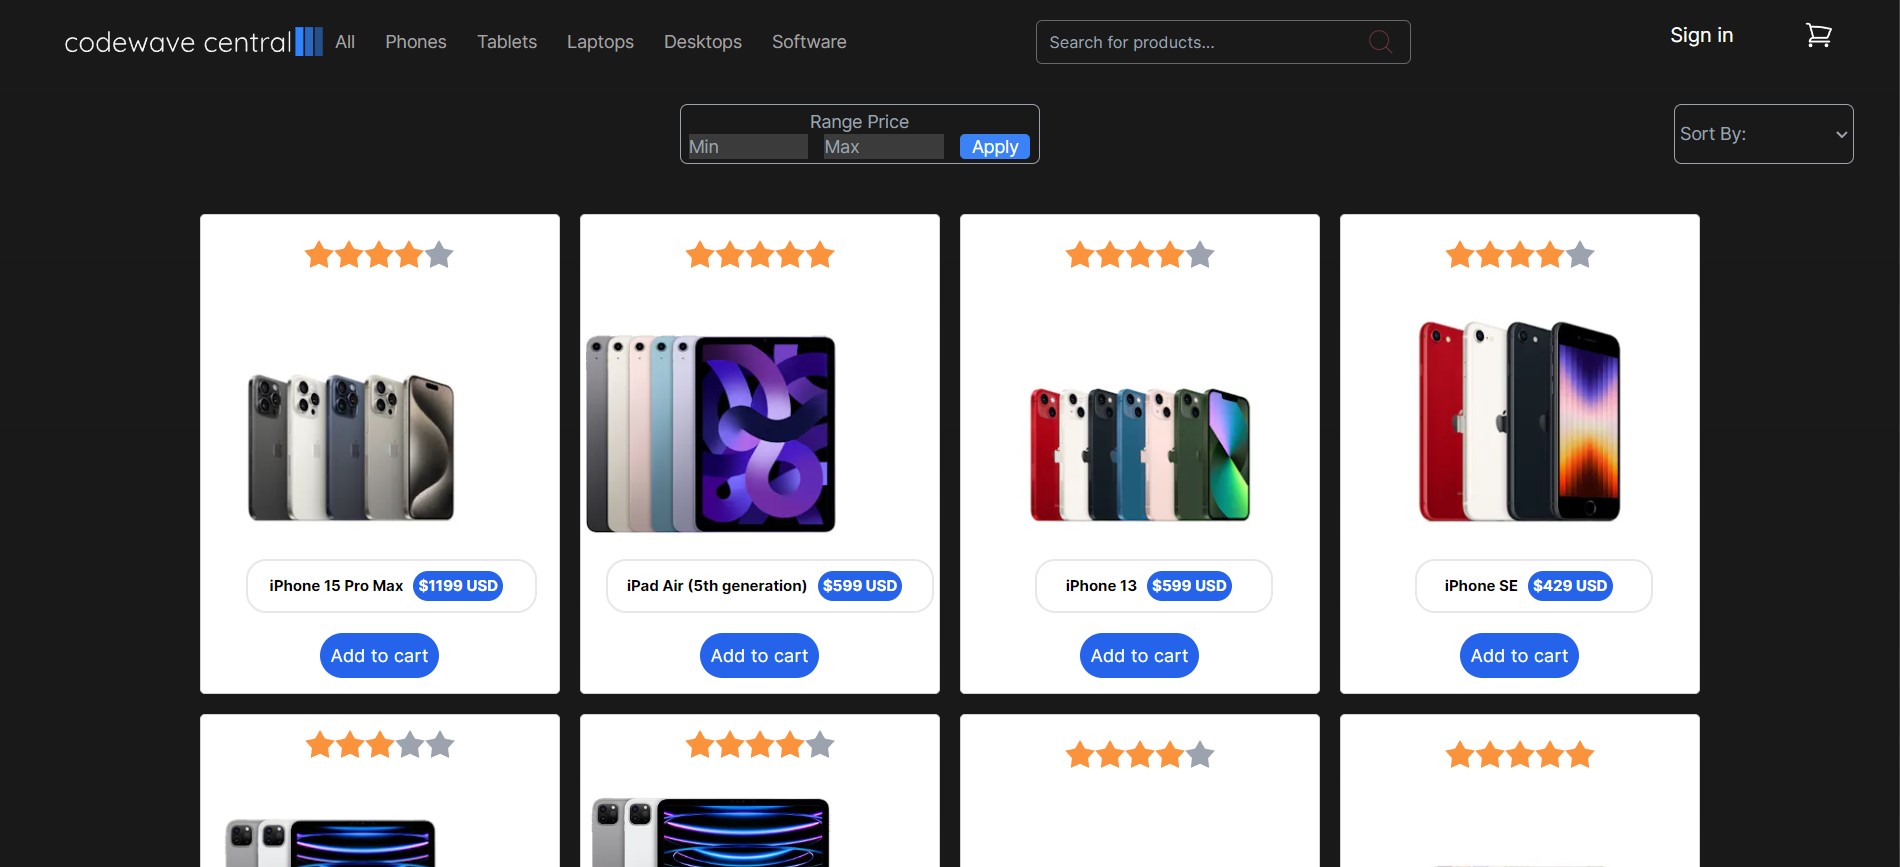 codewave central
All Phones Tablets Laptops Desktops Software
Search for products...
Sign in
Range Price
Min Max Apply
Sort By:
iPhone 15 Pro Max $1199 USD
Add to cart
iPad Air (5th generation) $599 USD
Add to cart
iPhone 13 $599 USD
Add to cart
iPhone SE $429 USD
Add to cart